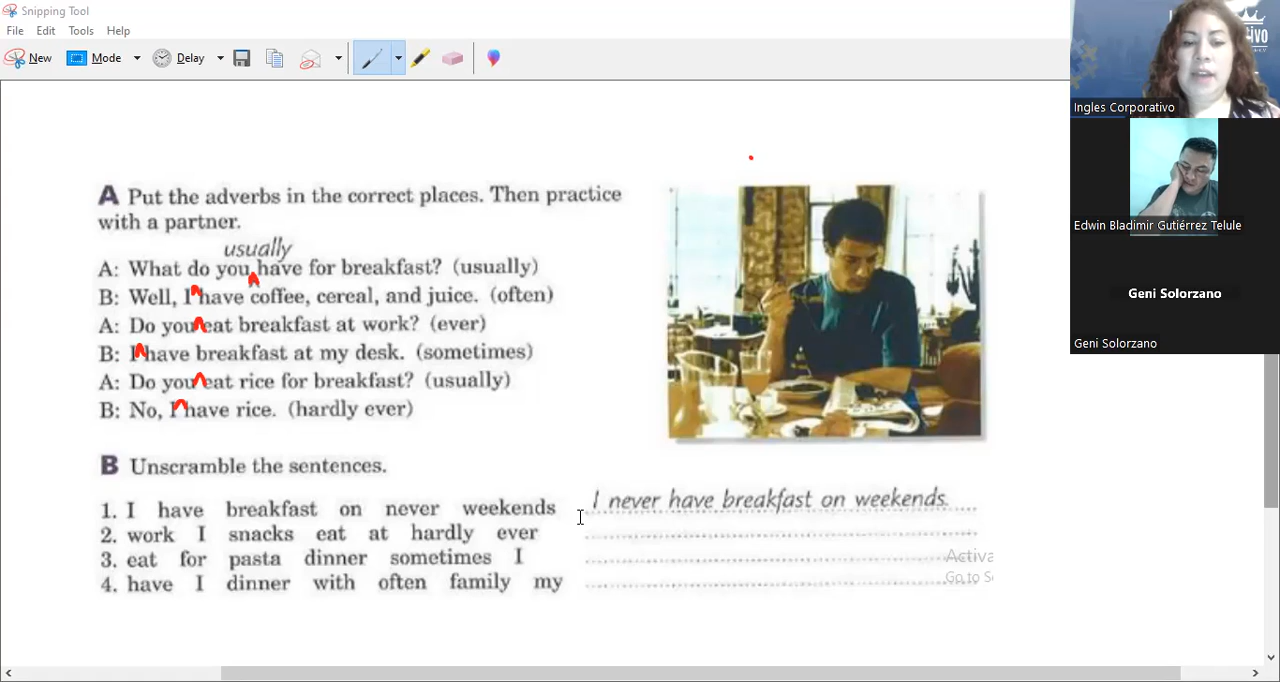 Snipping Tool
File Edit Tools Help
New Mode Delay
Ingles Corporativo
Edwin Bladimir Gutiérrez Telule
Geni Solorzano
Geni Solorzano
A Put the adverbs in the correct places. Then practice
with a partner.
usually
A: What do you have for breakfast? (usually)
B: Well, I have coffee, cereal, and juice. (often)
A: Do you eat breakfast at work? (ever)
B: I have breakfast at my desk. (sometimes)
A: Do you eat rice for breakfast? (usually)
B: No, I have rice. (hardly ever)
B Unscramble the sentences.
1. I have breakfast on never weekends I never have breakfast on weekends.
2. work I snacks eat at hardly ever
3. eat for pasta dinner sometimes I
4. have I dinner with often family my